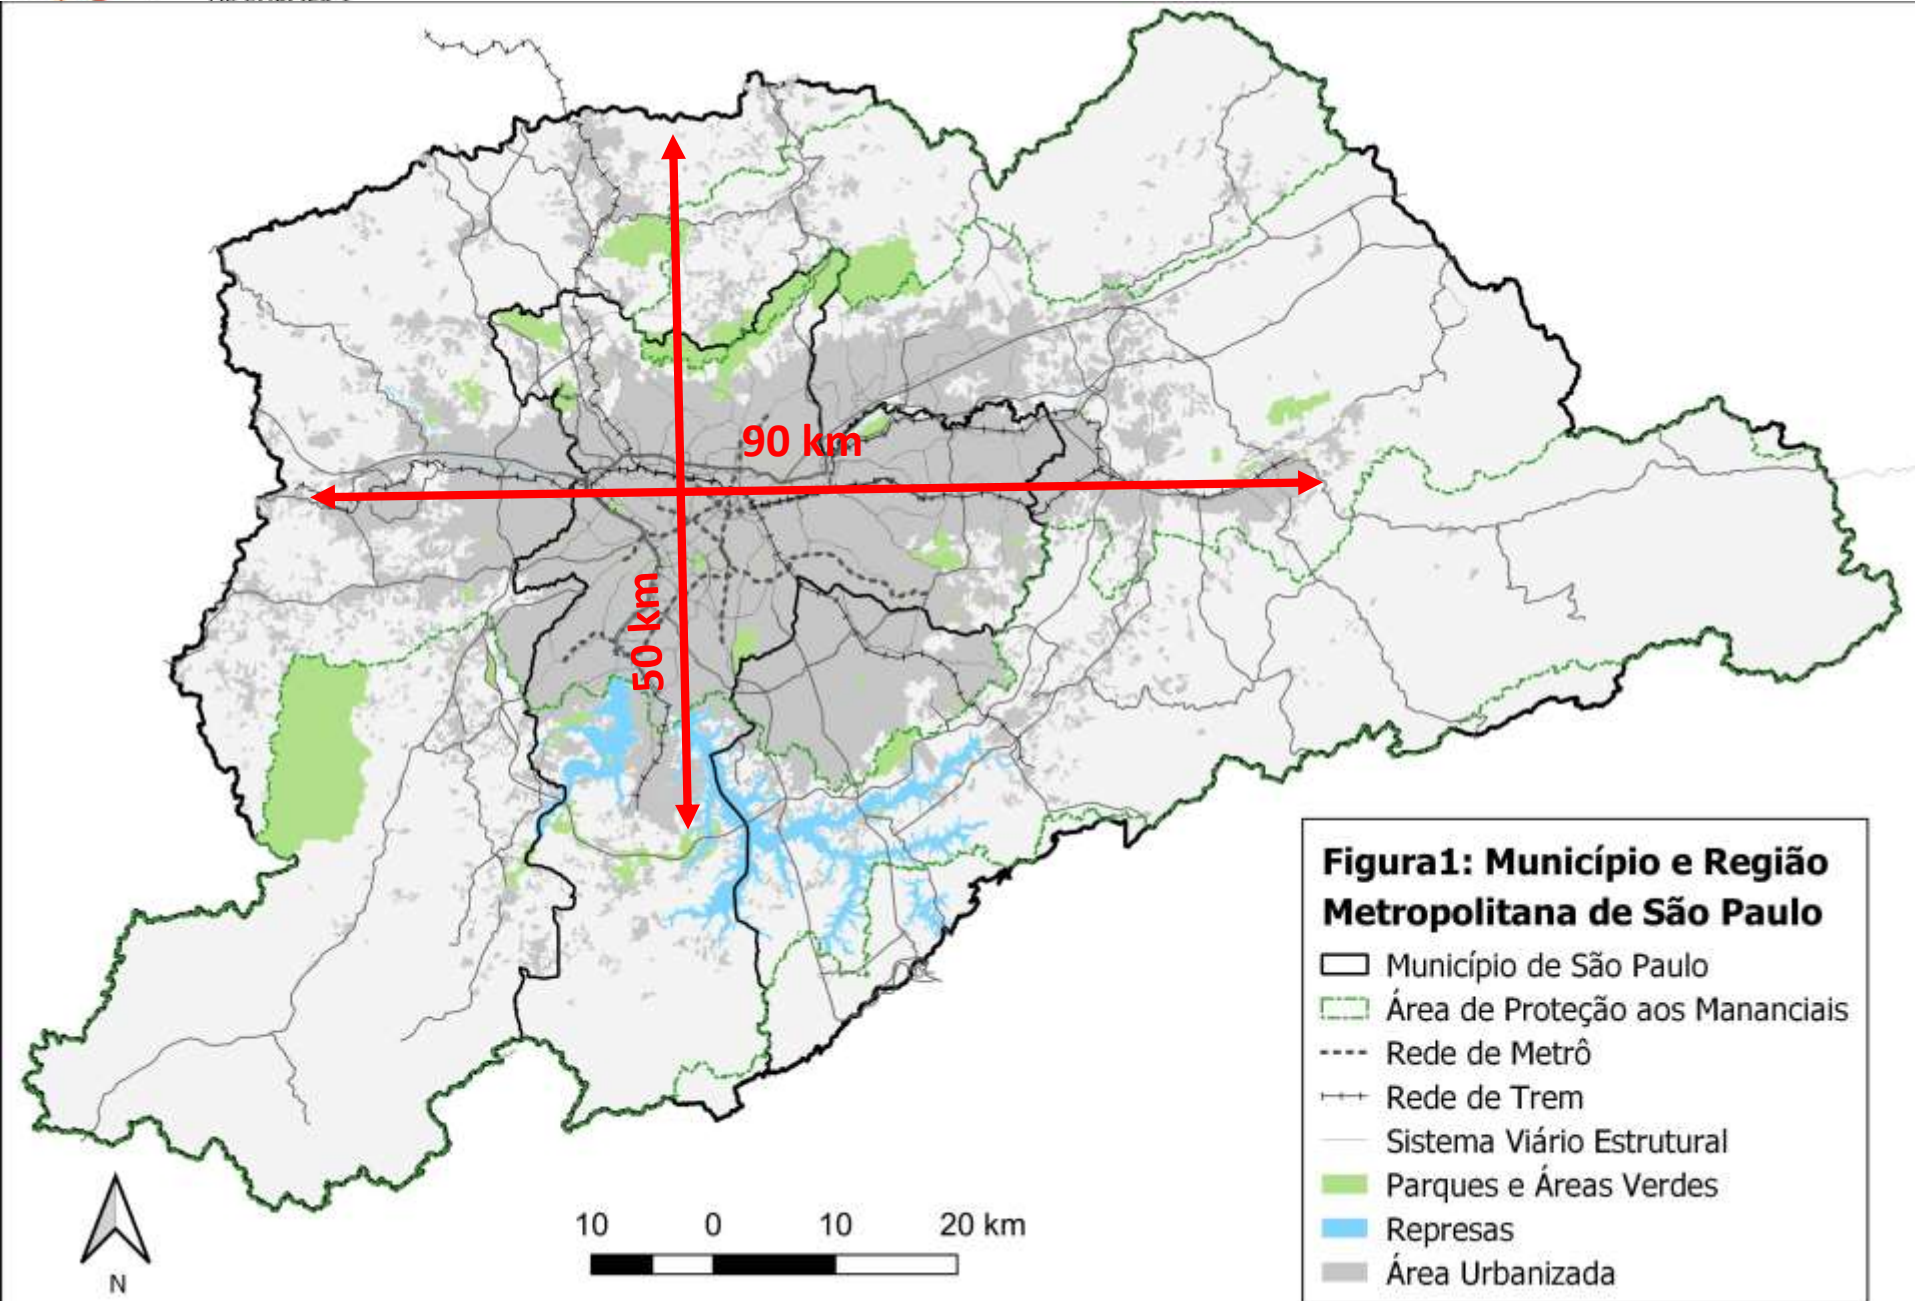 90 km
50 km
Figura1: Município e Região
Metropolitana de São Paulo
Município de São Paulo
Área de Proteção aos Mananciais
Rede de Metrô
Rede de Trem
Sistema Viário Estrutural
Parques e Áreas Verdes
Represas
Área Urbanizada
10 0 10 20 km
N